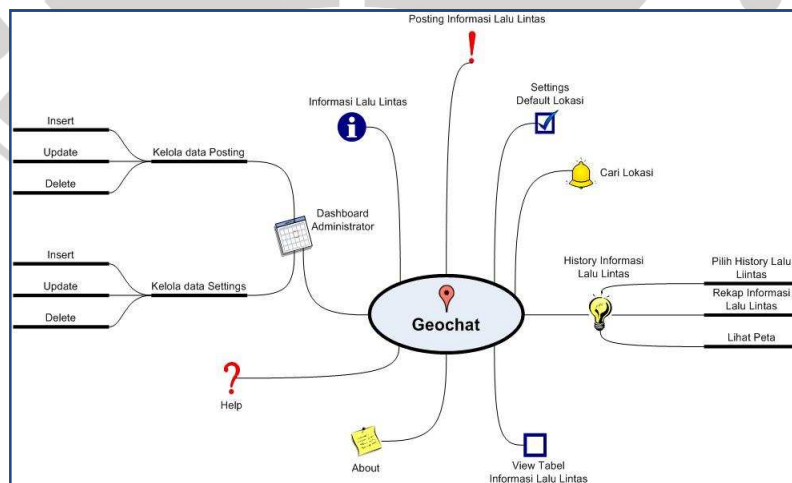 Posting Informasi Lalu Lintas
Informasi Lalu Lintas
Settings
Default Lokasi
Cari Lokasi
Insert
Update
Delete
Kelola data Posting
Dashboard
Administrator
Insert
Update
Delete
Kelola data Settings
Geochat
History Informasi
Lalu Lintas
Pilih History Lalu
Liintas
Rekap Informasi
Lalu Lintas
Lihat Peta
Help
About
View Tabel
Informasi Lalu Lintas